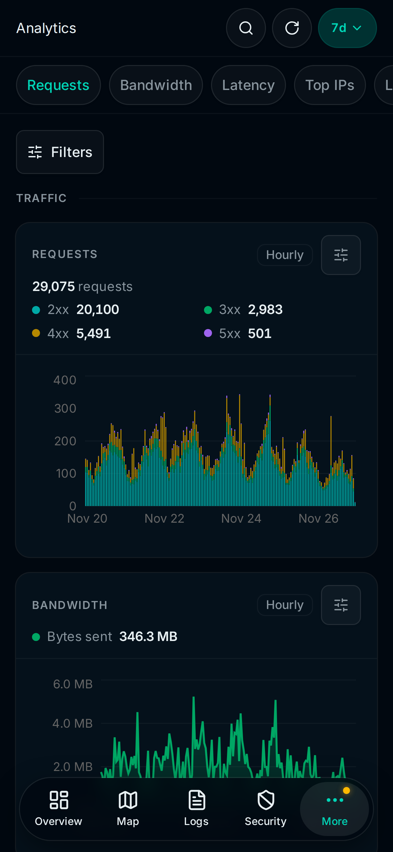 Analytics
7d
Requests Bandwidth Latency Top IPs L
Filters
TRAFFIC
REQUESTS Hourly
29,075 requests
2xx 20,100 3xx 2,983
4xx 5,491 5xx 501
400
300
200
100
0
Nov 20 Nov 22 Nov 24 Nov 26
BANDWIDTH Hourly
Bytes sent 346.3 MB
6.0 MB
4.0 MB
2.0 MB
Overview Map Logs Security More